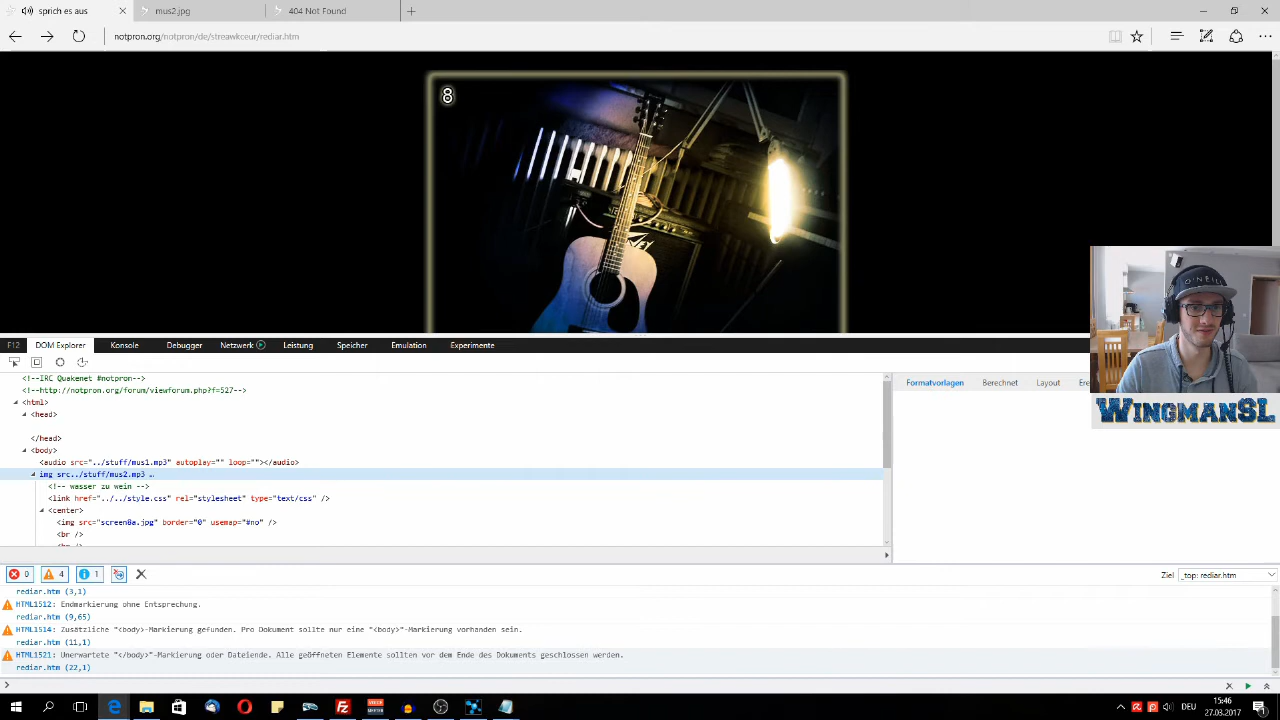 sprich es aus
mus2.jpg
404 Not Found
notpron.org/notpron/de/streawkceur/rediar.htm
8
F12
DOM Explorer
Konsole
Debugger
Netzwerk
Leistung
Speicher
Emulation
Experimente
<!--IRC Quakenet #notpron-->
<!--http://notpron.org/forum/viewforum.php?f=527-->
<html>
<head>
</head>
<body>
<audio src="../stuff/mus1.mp3" autoplay="" loop=""></audio>
img src../stuff/mus2.mp3 …
<!-- wasser zu wein -->
<link href="../../style.css" rel="stylesheet" type="text/css" />
<center>
<img src="screen8a.jpg" border="0" usemap="#no" />
<br />
<br />
Formatvorlagen
Berechnet
Layout
O'NEILL
WINGMANSL
0
4
1
Ziel
_top: rediar.htm
rediar.htm (3,1)
HTML1512: Endmarkierung ohne Entsprechung.
rediar.htm (9,65)
HTML1514: Zusätzliche "<body>-Markierung gefunden. Pro Dokument sollte nur eine "<body>"-Markierung vorhanden sein.
rediar.htm (11,1)
HTML1521: Unerwartete "</body>"-Markierung oder Dateiende. Alle geöffneten Elemente sollten vor dem Ende des Dokuments geschlossen werden.
rediar.htm (22,1)
DEU
15:46
27.03.2017